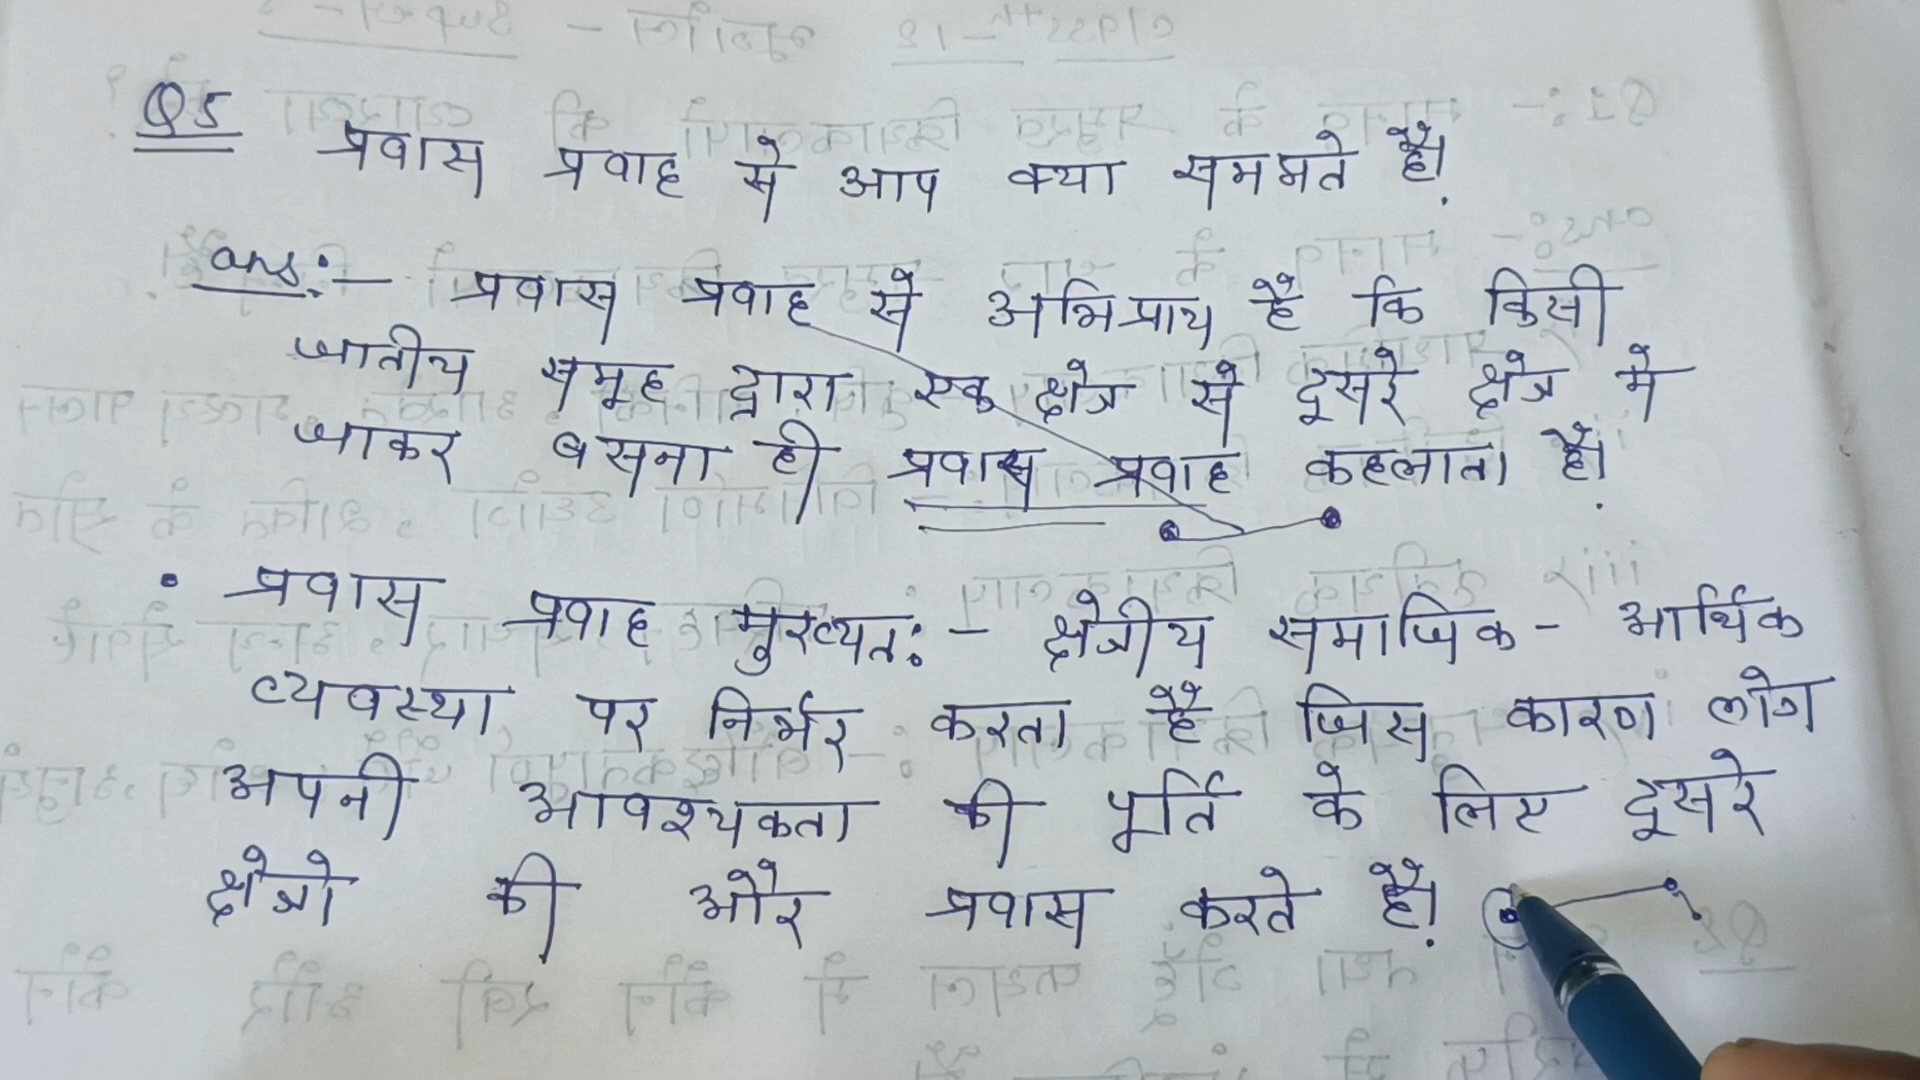 Q5 प्रवास प्रवाह से आप क्या समझते हैं।
ans:- प्रवास प्रवाह से अभिप्राय है कि किसी
जातीय समूह द्वारा एक क्षेत्र से दूसरे क्षेत्र मे
जाकर बसना ही प्रवास प्रवाह कहलाता है।
• प्रवास प्रवाह मुख्यत:- क्षेत्रीय समाजिक - आर्थिक
व्यवस्था पर निर्भर करता है जिस कारण लोग
अपनी आवश्यकता की पूर्ति के लिए दूसरे
क्षेत्रो की और प्रवास करते है।